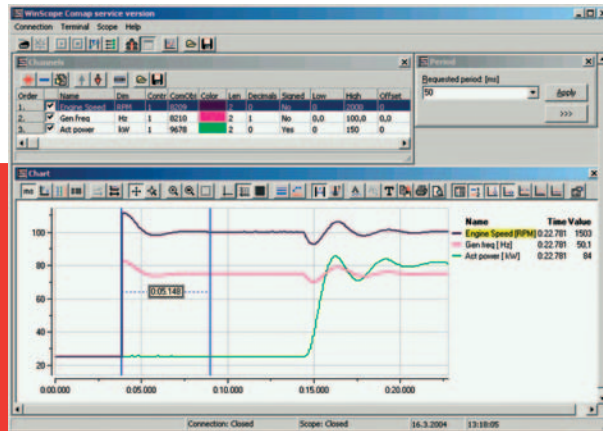 WinScope Comap service version
Connection Terminal Scope Help
Channels
Order Name Dim Contr ComObj Color Len Decimals Signed Low High Offset
1. Engine Speed RPM 1 8209 2 0 No 0 2000 0
2. Gen freq Hz 1 8210 2 1 No 0,0 100,0 0,0
3. Act power kW 1 9678 2 0 Yes 0 150 0
Period
Requested period [ms]
50
Apply
>>>
Chart
ms
Name Time Value
Engine Speed [RPM] 0:22.781 1503
Gen freq [Hz] 0:22.781 50,1
Act power [kW] 0:22.781 84
100
80
60
40
20
0:05.148
0:00.000 0:05.000 0:10.000 0:15.000 0:20.000
Connection: Closed Scope: Closed 16.3.2004 13:18:05